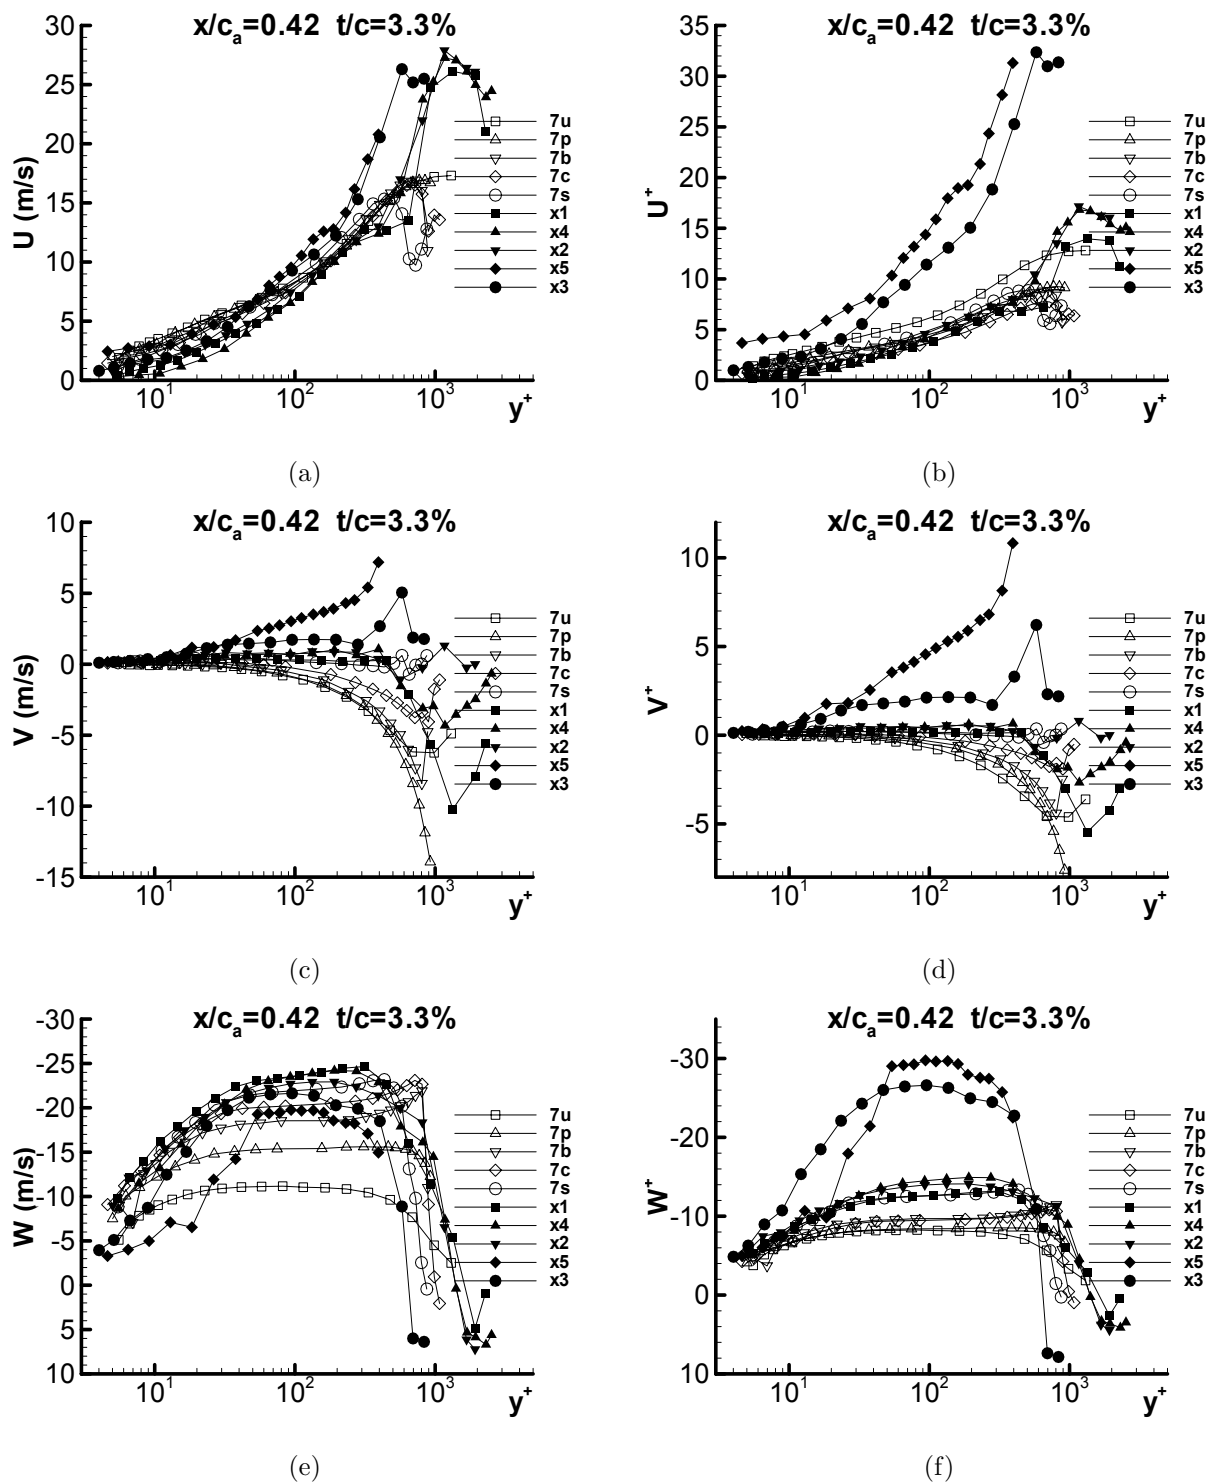 x/ca=0.42 t/c=3.3%
U (m/s)
30
25
20
15
10
5
0
10¹
10²
10³
y⁺
7u
7p
7b
7c
7s
x1
x4
x2
x5
x3
(a)
x/ca=0.42 t/c=3.3%
U⁺
35
30
25
20
15
10
5
0
10¹
10²
10³
y⁺
7u
7p
7b
7c
7s
x1
x4
x2
x5
x3
(b)
x/ca=0.42 t/c=3.3%
V (m/s)
10
5
0
-5
-10
-15
10¹
10²
10³
y⁺
7u
7p
7b
7c
7s
x1
x4
x2
x5
x3
(c)
x/ca=0.42 t/c=3.3%
V⁺
10
5
0
-5
10¹
10²
10³
y⁺
7u
7p
7b
7c
7s
x1
x4
x2
x5
x3
(d)
x/ca=0.42 t/c=3.3%
W (m/s)
-30
-25
-20
-15
-10
-5
0
5
10
10¹
10²
10³
y⁺
7u
7p
7b
7c
7s
x1
x4
x2
x5
x3
(e)
x/ca=0.42 t/c=3.3%
W⁺
-30
-20
-10
0
10
10¹
10²
10³
y⁺
7u
7p
7b
7c
7s
x1
x4
x2
x5
x3
(f)